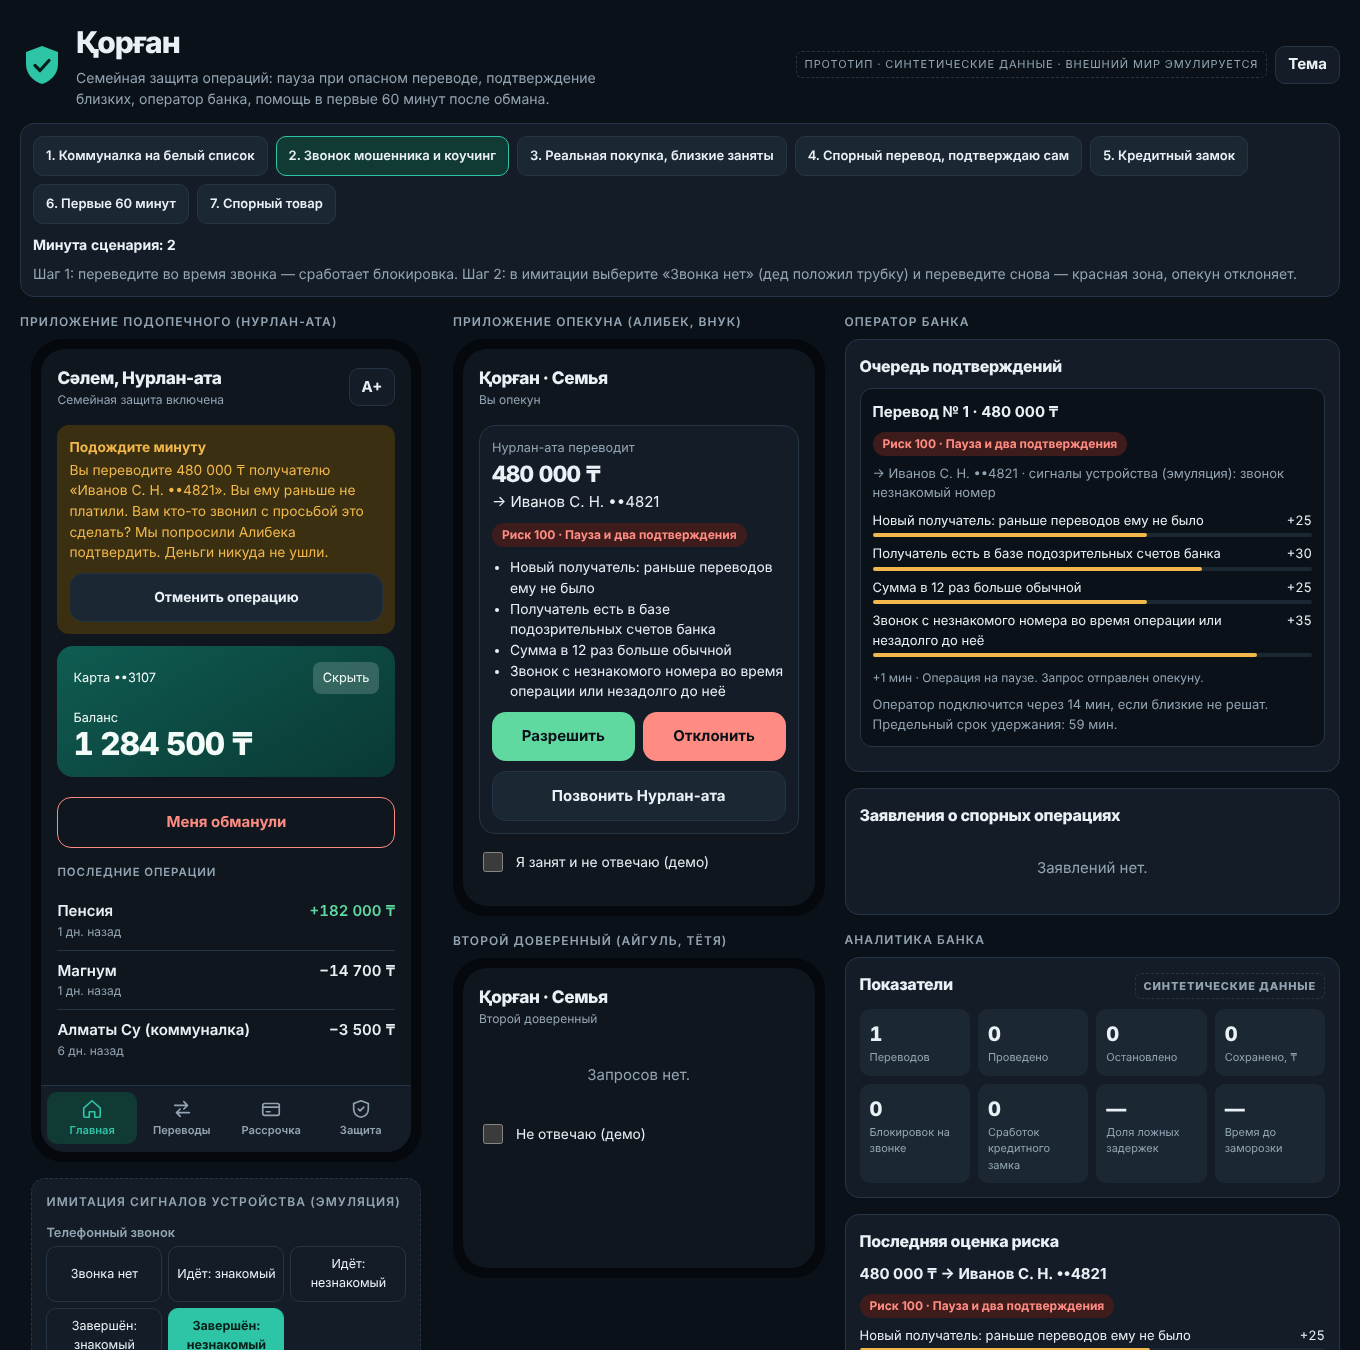 Қорған
Семейная защита операций: пауза при опасном переводе, подтверждение
близких, оператор банка, помощь в первые 60 минут после обмана.
ПРОТОТИП · СИНТЕТИЧЕСКИЕ ДАННЫЕ · ВНЕШНИЙ МИР ЭМУЛИРУЕТСЯ
Тема
1. Коммуналка на белый список
2. Звонок мошенника и коучинг
3. Реальная покупка, близкие заняты
4. Спорный перевод, подтверждаю сам
5. Кредитный замок
6. Первые 60 минут
7. Спорный товар
Минута сценария: 2
Шаг 1: переведите во время звонка — сработает блокировка. Шаг 2: в имитации выберите «Звонка нет» (дед положил трубку) и переведите снова — красная зона, опекун отклоняет.
ПРИЛОЖЕНИЕ ПОДОПЕЧНОГО (НУРЛАН-АТА)
Сәлем, Нурлан-ата
Семейная защита включена
A+
Подождите минуту
Вы переводите 480 000 ₸ получателю
«Иванов С. Н. ••4821». Вы ему раньше не
платили. Вам кто-то звонил с просьбой это
сделать? Мы попросили Алибека
подтвердить. Деньги никуда не ушли.
Отменить операцию
Карта ••3107
Скрыть
Баланс
1 284 500 ₸
Меня обманули
ПОСЛЕДНИЕ ОПЕРАЦИИ
Пенсия
+182 000 ₸
1 дн. назад
Магнум
−14 700 ₸
1 дн. назад
Алматы Су (коммуналка)
−3 500 ₸
6 дн. назад
Главная
Переводы
Рассрочка
Защита
ИМИТАЦИЯ СИГНАЛОВ УСТРОЙСТВА (ЭМУЛЯЦИЯ)
Телефонный звонок
Звонка нет
Идёт: знакомый
Идёт:
незнакомый
Завершён:
знакомый
Завершён:
незнакомый
ПРИЛОЖЕНИЕ ОПЕКУНА (АЛИБЕК, ВНУК)
Қорған · Семья
Вы опекун
Нурлан-ата переводит
480 000 ₸
→ Иванов С. Н. ••4821
Риск 100 · Пауза и два подтверждения
• Новый получатель: раньше переводов
ему не было
• Получатель есть в базе
подозрительных счетов банка
• Сумма в 12 раз больше обычной
• Звонок с незнакомого номера во время
операции или незадолго до неё
Разрешить
Отклонить
Позвонить Нурлан-ата
Я занят и не отвечаю (демо)
ВТОРОЙ ДОВЕРЕННЫЙ (АЙГУЛЬ, ТЁТЯ)
Қорған · Семья
Второй доверенный
Запросов нет.
Не отвечаю (демо)
ОПЕРАТОР БАНКА
Очередь подтверждений
Перевод № 1 · 480 000 ₸
Риск 100 · Пауза и два подтверждения
→ Иванов С. Н. ••4821 · сигналы устройства (эмуляция): звонок
незнакомый номер
Новый получатель: раньше переводов ему не было
+25
Получатель есть в базе подозрительных счетов банка
+30
Сумма в 12 раз больше обычной
+25
Звонок с незнакомого номера во время операции или
незадолго до неё
+35
+1 мин · Операция на паузе. Запрос отправлен опекуну.
Оператор подключится через 14 мин, если близкие не решат.
Предельный срок удержания: 59 мин.
Заявления о спорных операциях
Заявлений нет.
АНАЛИТИКА БАНКА
Показатели
СИНТЕТИЧЕСКИЕ ДАННЫЕ
1
Переводов
0
Проведено
0
Остановлено
0
Сохранено, ₸
0
Блокировок на
звонке
0
Сработок
кредитного
замка
—
Доля ложных
задержек
—
Время до
заморозки
Последняя оценка риска
480 000 ₸ → Иванов С. Н. ••4821
Риск 100 · Пауза и два подтверждения
Новый получатель: раньше переводов ему не было
+25